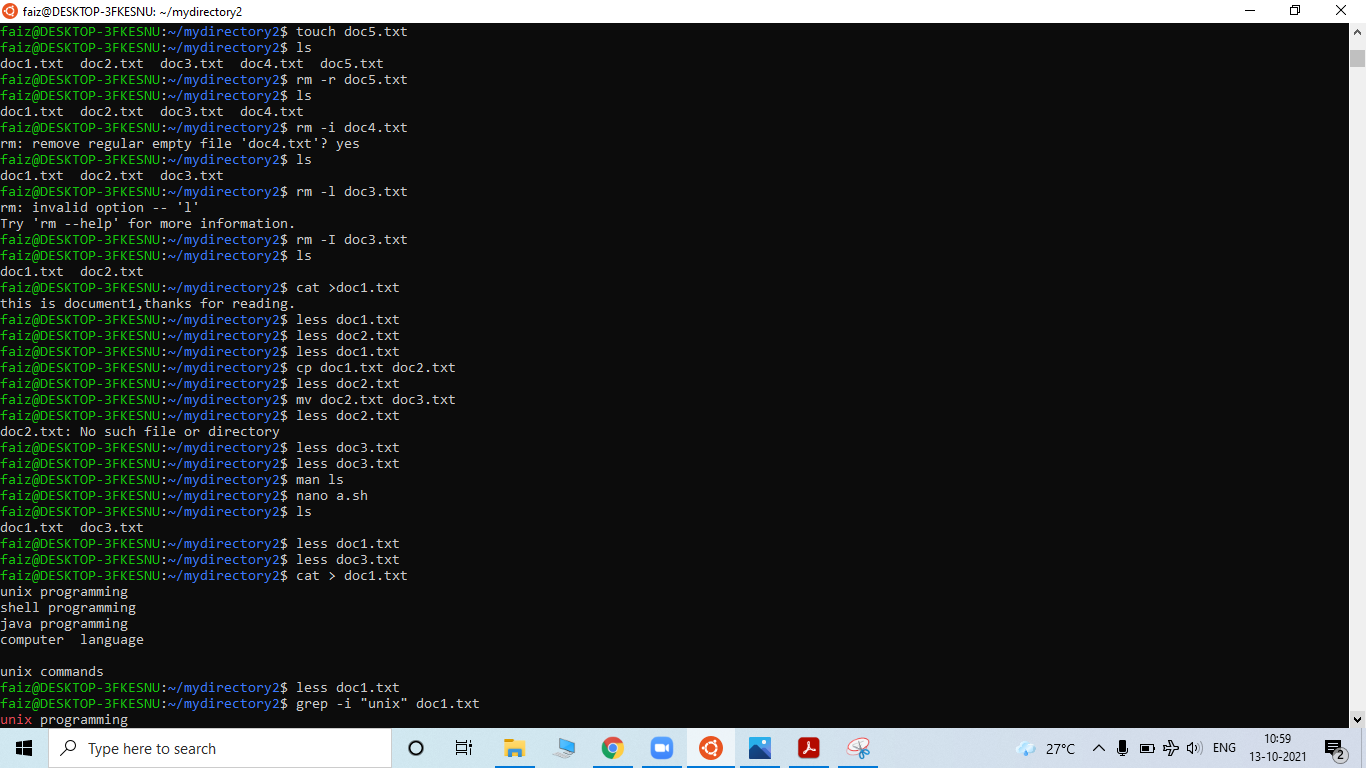 faiz@DESKTOP-3FKESNU: ~/mydirectory2
faiz@DESKTOP-3FKESNU:~/mydirectory2$ touch doc5.txt
faiz@DESKTOP-3FKESNU:~/mydirectory2$ ls
doc1.txt  doc2.txt  doc3.txt  doc4.txt  doc5.txt
faiz@DESKTOP-3FKESNU:~/mydirectory2$ rm -r doc5.txt
faiz@DESKTOP-3FKESNU:~/mydirectory2$ ls
doc1.txt  doc2.txt  doc3.txt  doc4.txt
faiz@DESKTOP-3FKESNU:~/mydirectory2$ rm -i doc4.txt
rm: remove regular empty file 'doc4.txt'? yes
faiz@DESKTOP-3FKESNU:~/mydirectory2$ ls
doc1.txt  doc2.txt  doc3.txt
faiz@DESKTOP-3FKESNU:~/mydirectory2$ rm -l doc3.txt
rm: invalid option -- 'l'
Try 'rm --help' for more information.
faiz@DESKTOP-3FKESNU:~/mydirectory2$ rm -I doc3.txt
faiz@DESKTOP-3FKESNU:~/mydirectory2$ ls
doc1.txt  doc2.txt
faiz@DESKTOP-3FKESNU:~/mydirectory2$ cat >doc1.txt
this is document1,thanks for reading.
faiz@DESKTOP-3FKESNU:~/mydirectory2$ less doc1.txt
faiz@DESKTOP-3FKESNU:~/mydirectory2$ less doc2.txt
faiz@DESKTOP-3FKESNU:~/mydirectory2$ less doc1.txt
faiz@DESKTOP-3FKESNU:~/mydirectory2$ cp doc1.txt doc2.txt
faiz@DESKTOP-3FKESNU:~/mydirectory2$ less doc2.txt
faiz@DESKTOP-3FKESNU:~/mydirectory2$ mv doc2.txt doc3.txt
faiz@DESKTOP-3FKESNU:~/mydirectory2$ less doc2.txt
doc2.txt: No such file or directory
faiz@DESKTOP-3FKESNU:~/mydirectory2$ less doc3.txt
faiz@DESKTOP-3FKESNU:~/mydirectory2$ less doc3.txt
faiz@DESKTOP-3FKESNU:~/mydirectory2$ man ls
faiz@DESKTOP-3FKESNU:~/mydirectory2$ nano a.sh
faiz@DESKTOP-3FKESNU:~/mydirectory2$ ls
doc1.txt  doc3.txt
faiz@DESKTOP-3FKESNU:~/mydirectory2$ less doc1.txt
faiz@DESKTOP-3FKESNU:~/mydirectory2$ less doc3.txt
faiz@DESKTOP-3FKESNU:~/mydirectory2$ cat > doc1.txt
unix programming
shell programming
java programming
computer  language
unix commands
faiz@DESKTOP-3FKESNU:~/mydirectory2$ less doc1.txt
faiz@DESKTOP-3FKESNU:~/mydirectory2$ grep -i "unix" doc1.txt
unix programming
Type here to search
27°C
ENG
10:59
13-10-2021
2